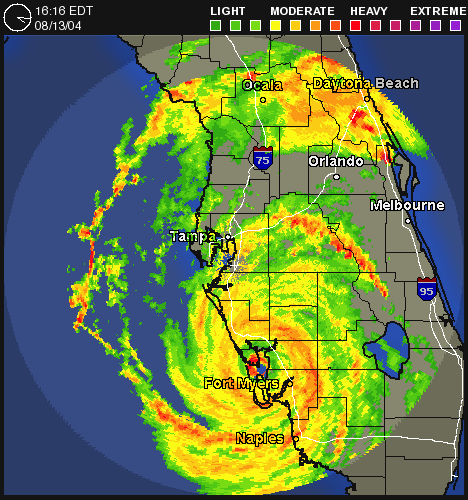 16:16 EDT
08/13/04
LIGHT MODERATE HEAVY EXTREME
Ocala
Daytona Beach
75
Orlando
Melbourne
Tampa
95
Fort Myers
Naples